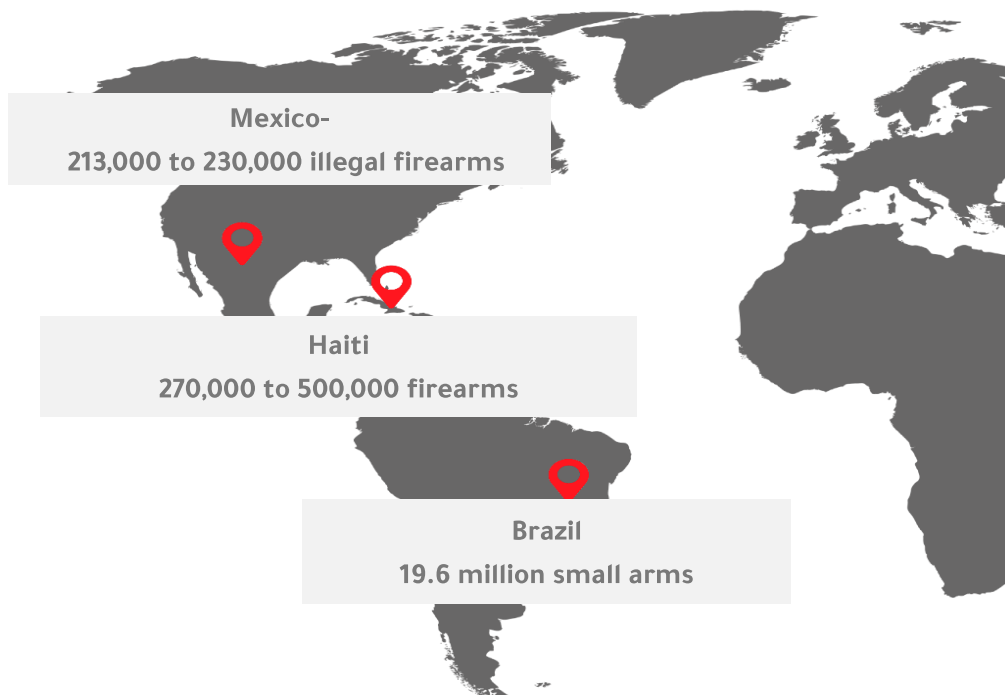 Mexico-
213,000 to 230,000 illegal firearms
Haiti
270,000 to 500,000 firearms
Brazil
19.6 million small arms